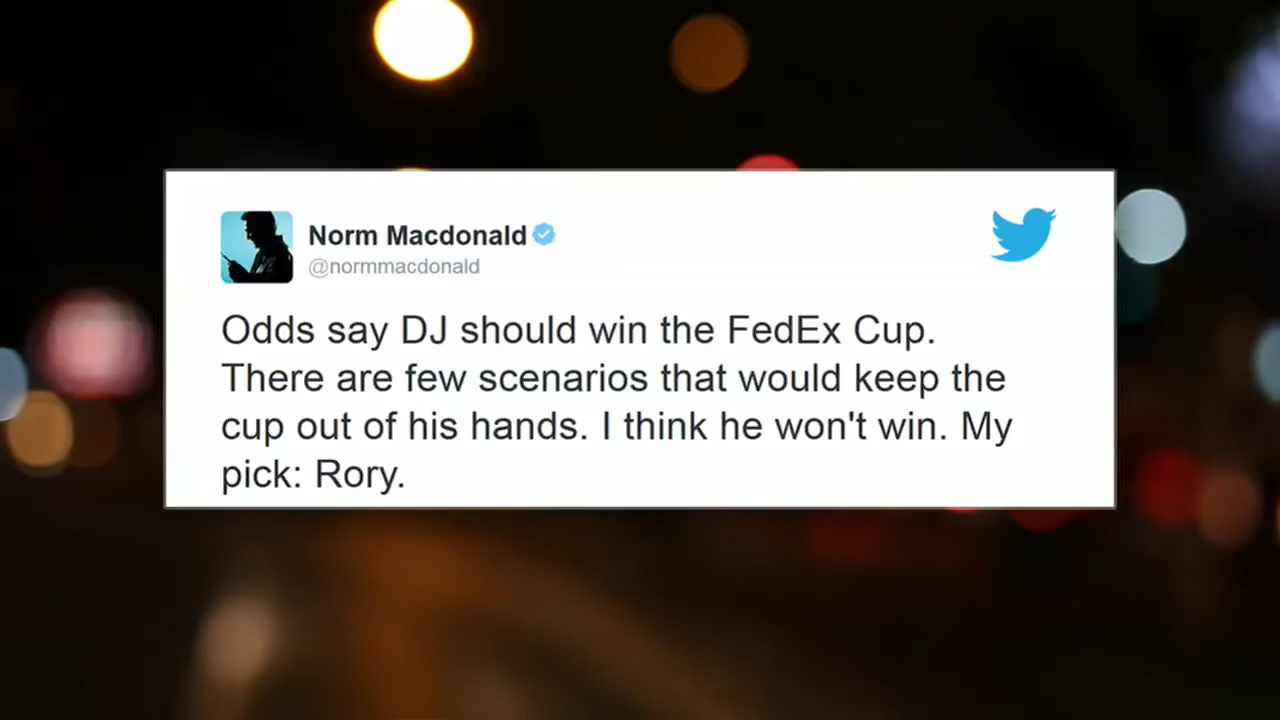 Norm Macdonald
@normmacdonald
Odds say DJ should win the FedEx Cup.
There are few scenarios that would keep the
cup out of his hands. I think he won't win. My
pick: Rory.